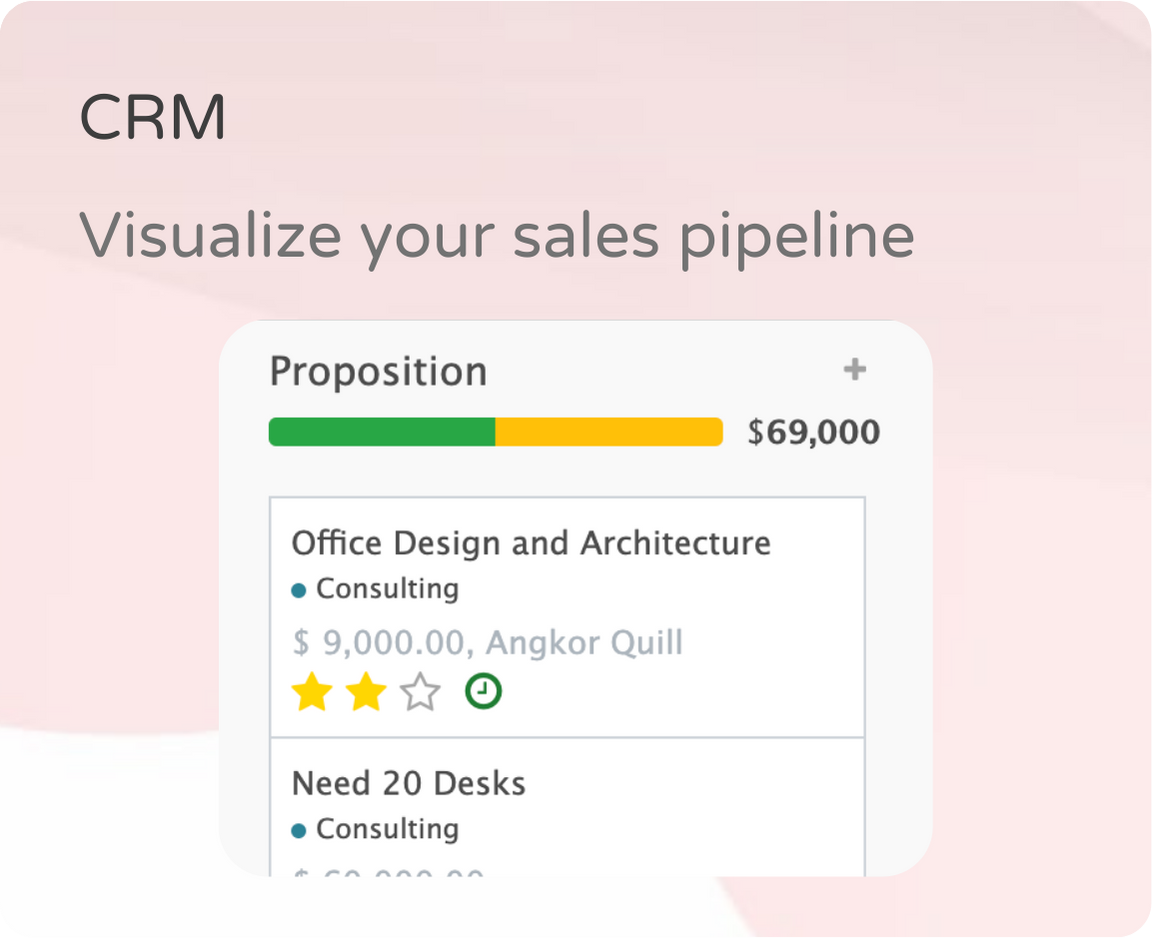 CRM
Visualize your sales pipeline
Proposition
$69,000
Office Design and Architecture
Consulting
$ 9,000.00, Angkor Quill
Need 20 Desks
Consulting